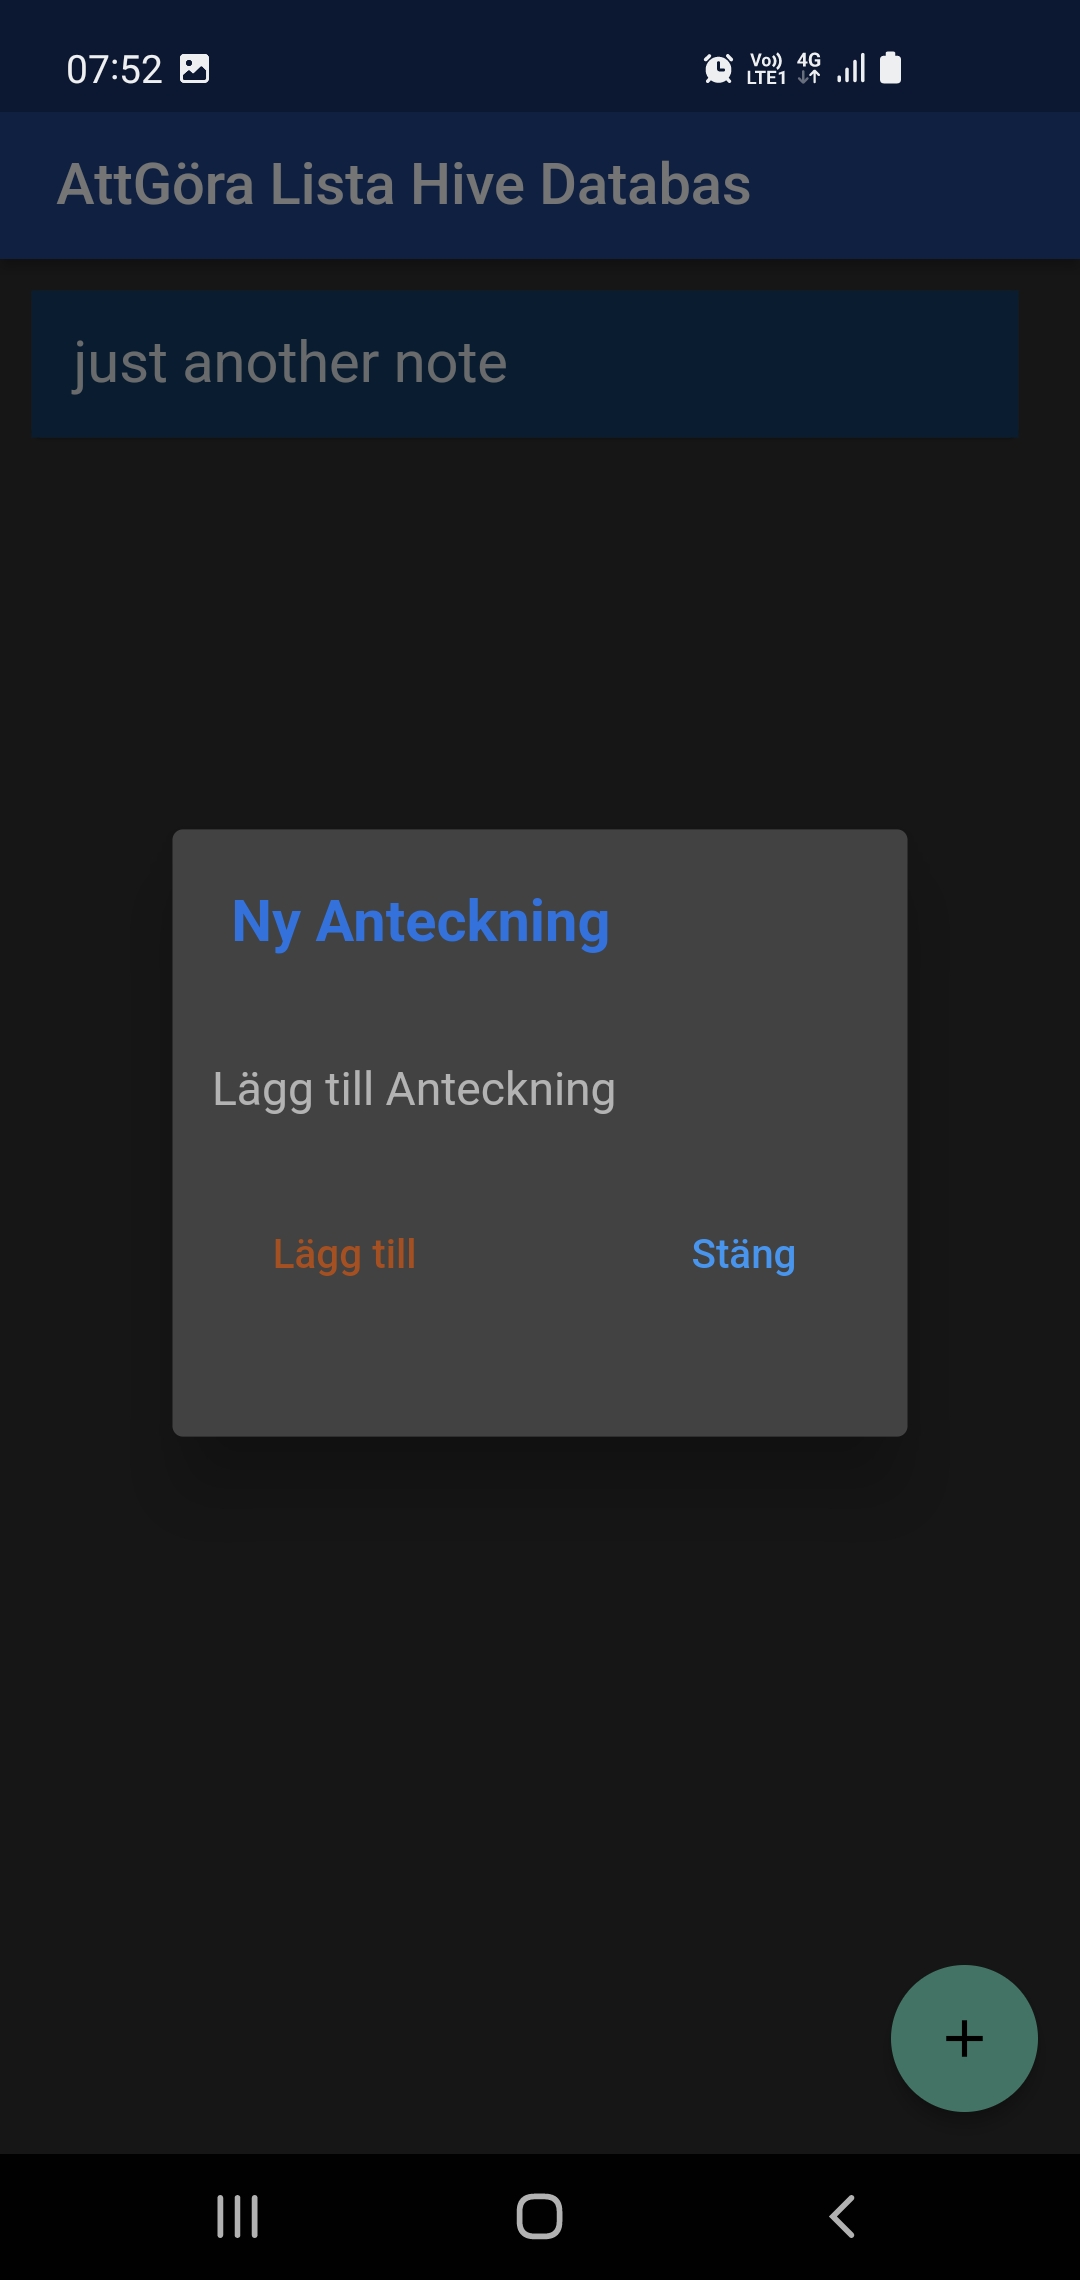 07:52 Vo)) LTE1 4G
AttGöra Lista Hive Databas
just another note
Ny Anteckning
Lägg till Anteckning
Lägg till Stäng